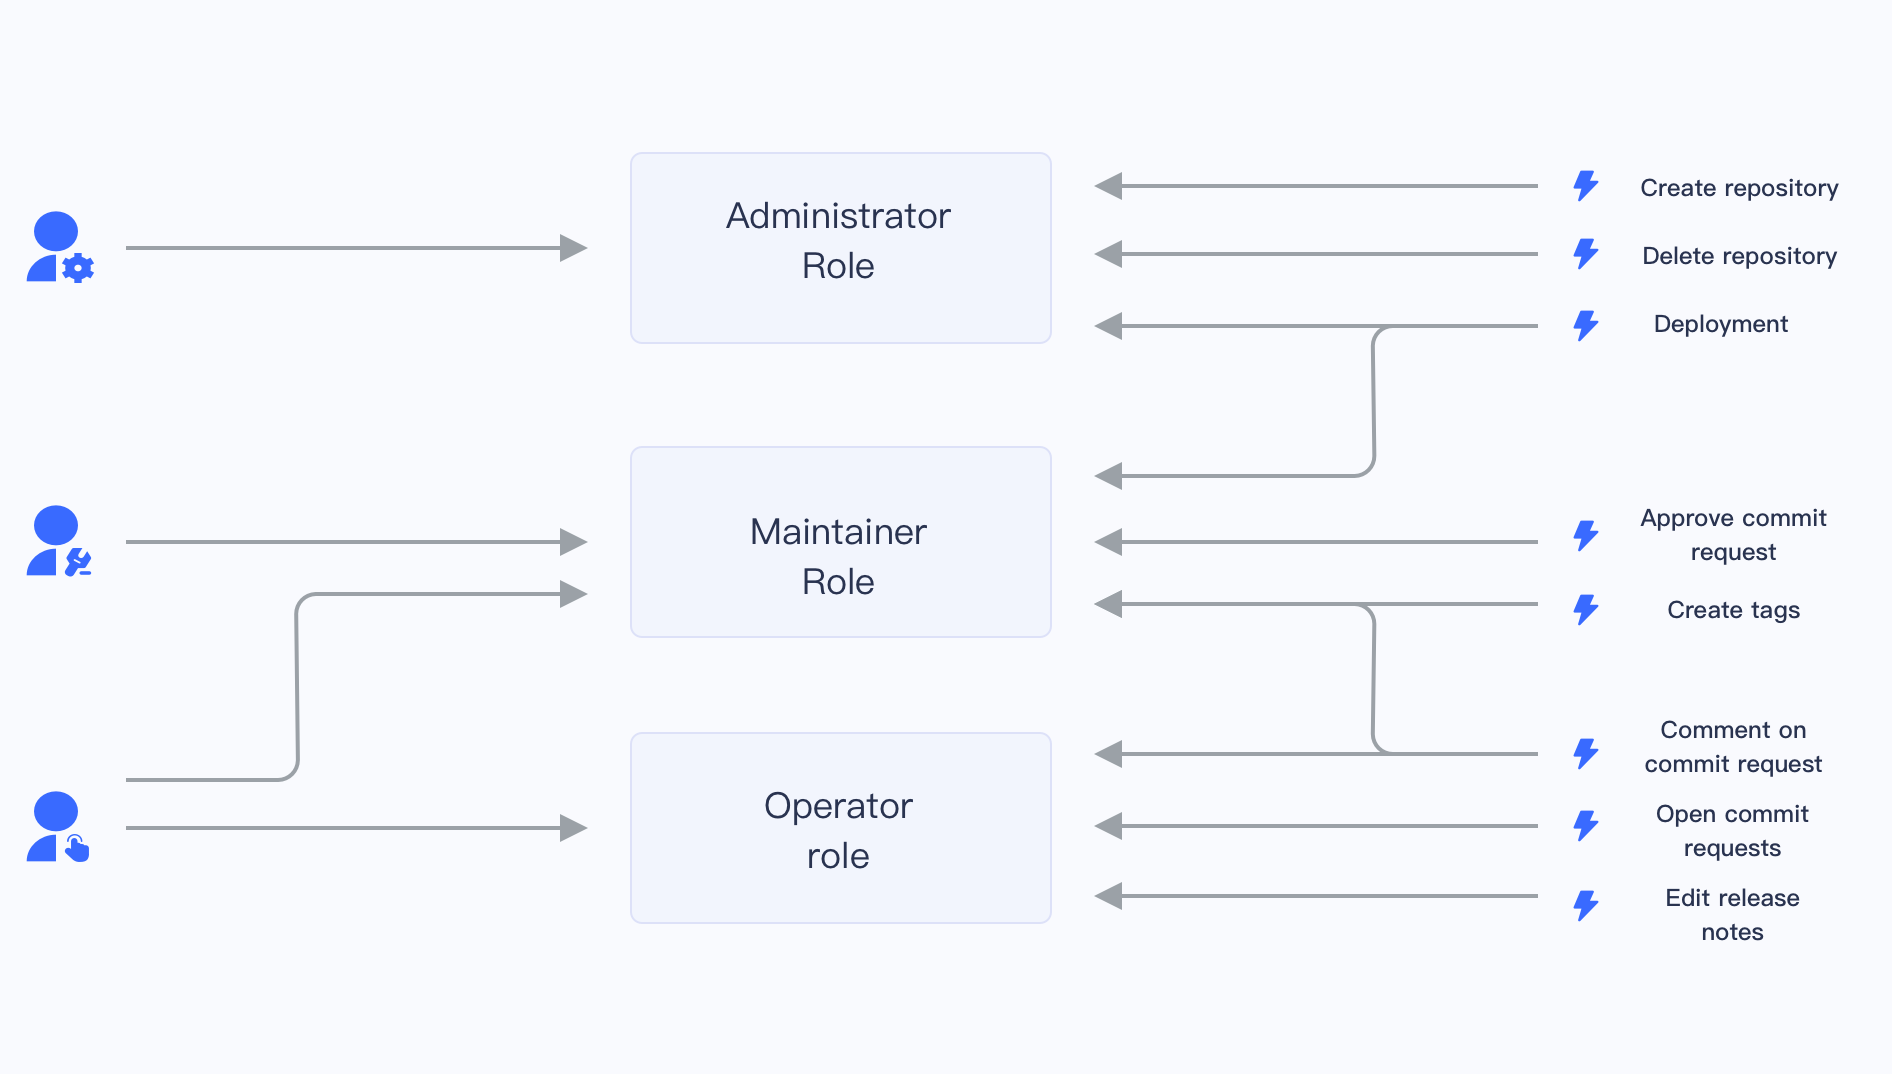 Administrator
Role
Create repository
Delete repository
Deployment
Maintainer
Role
Approve commit
request
Create tags
Operator
role
Comment on
commit request
Open commit
requests
Edit release
notes